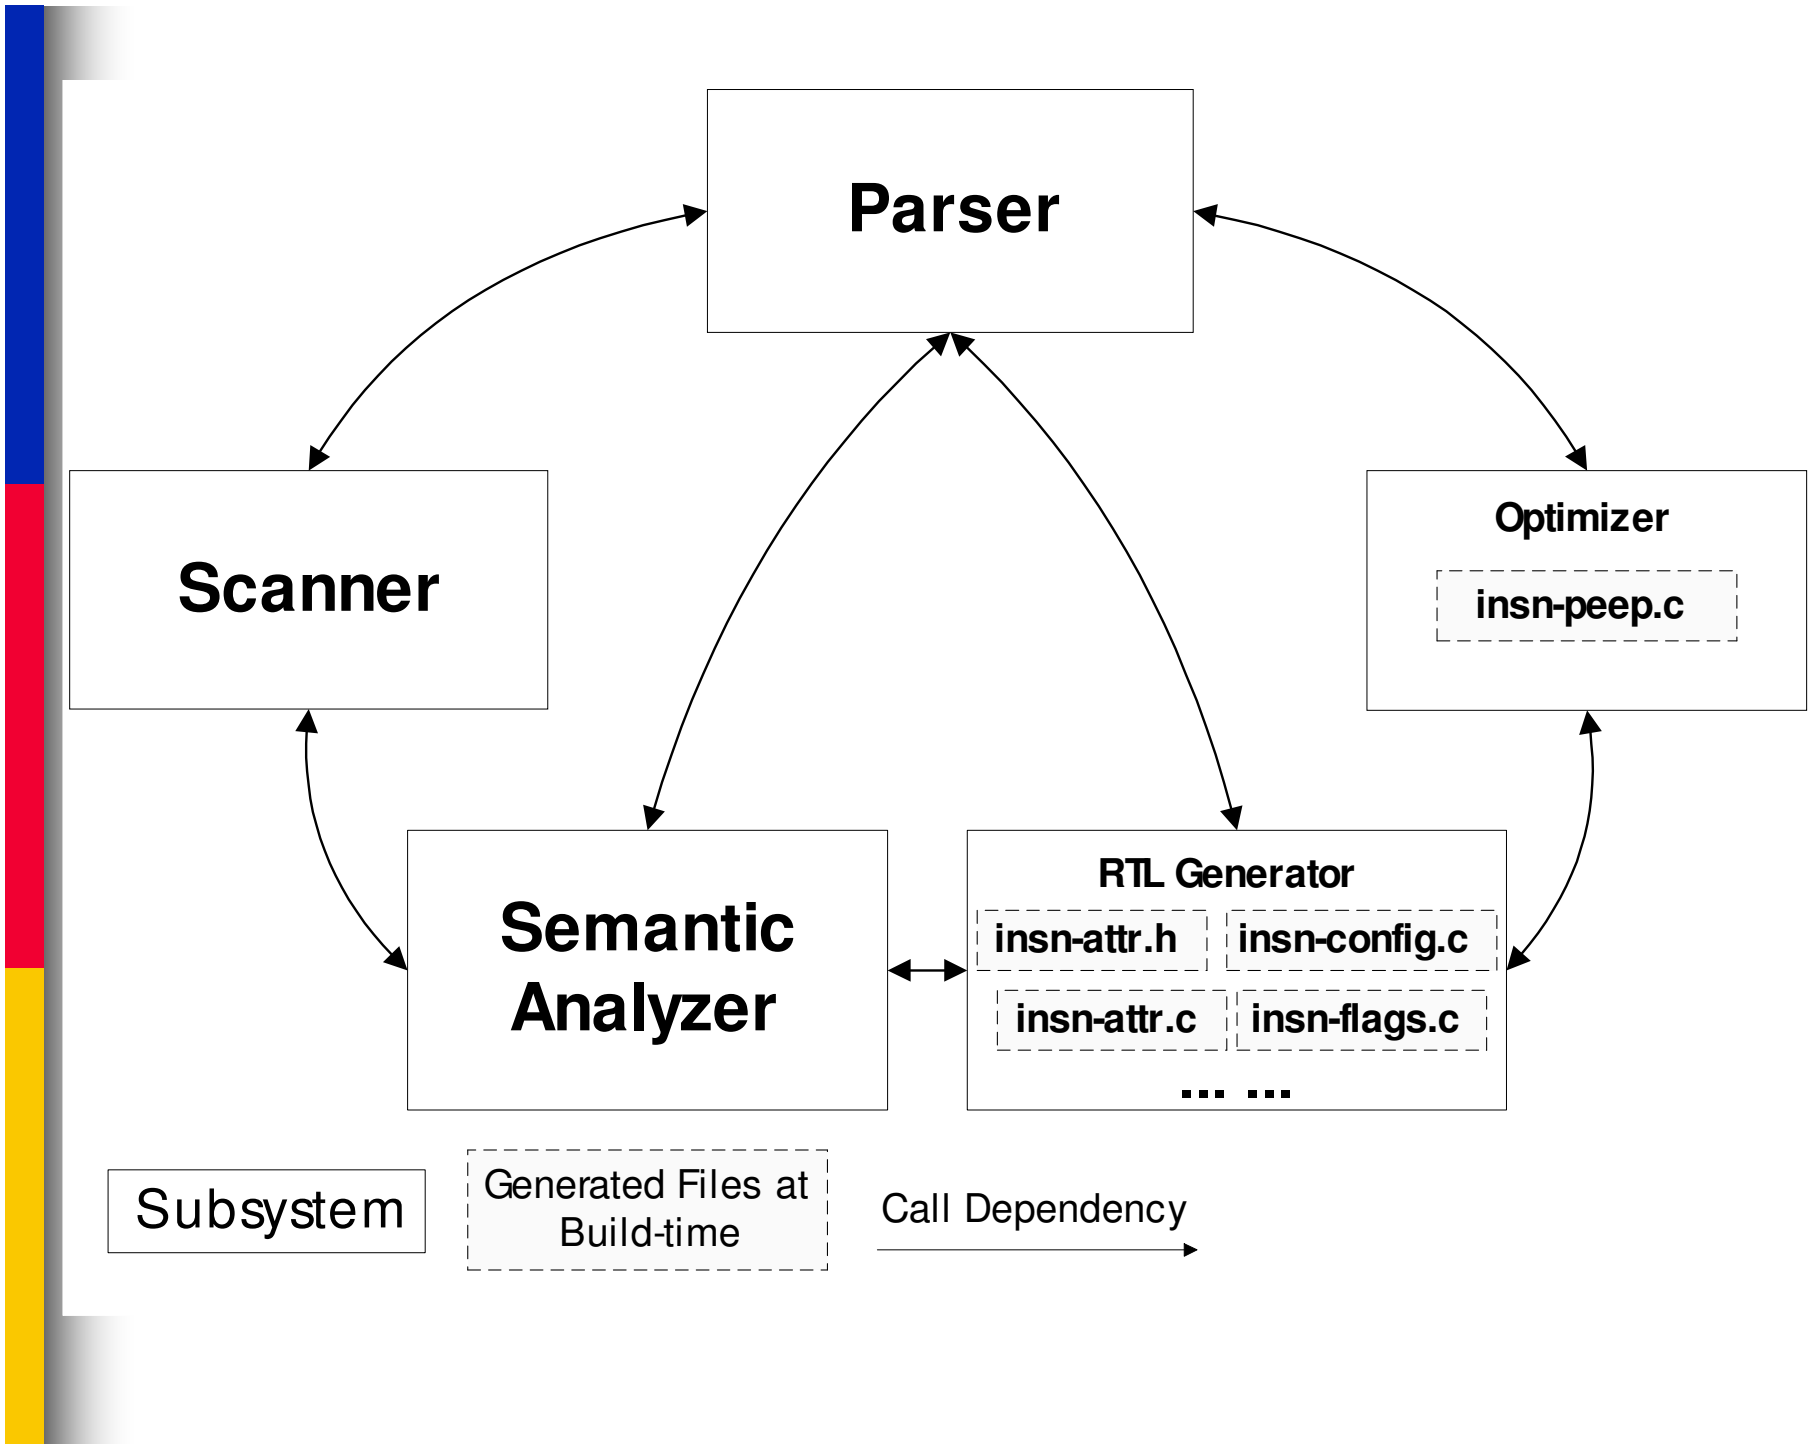 Parser
Scanner
Optimizer
insn-peep.c
Semantic
Analyzer
RTL Generator
insn-attr.h
insn-config.c
insn-attr.c
insn-flags.c
... ...
Subsystem
Generated Files at
Build-time
Call Dependency